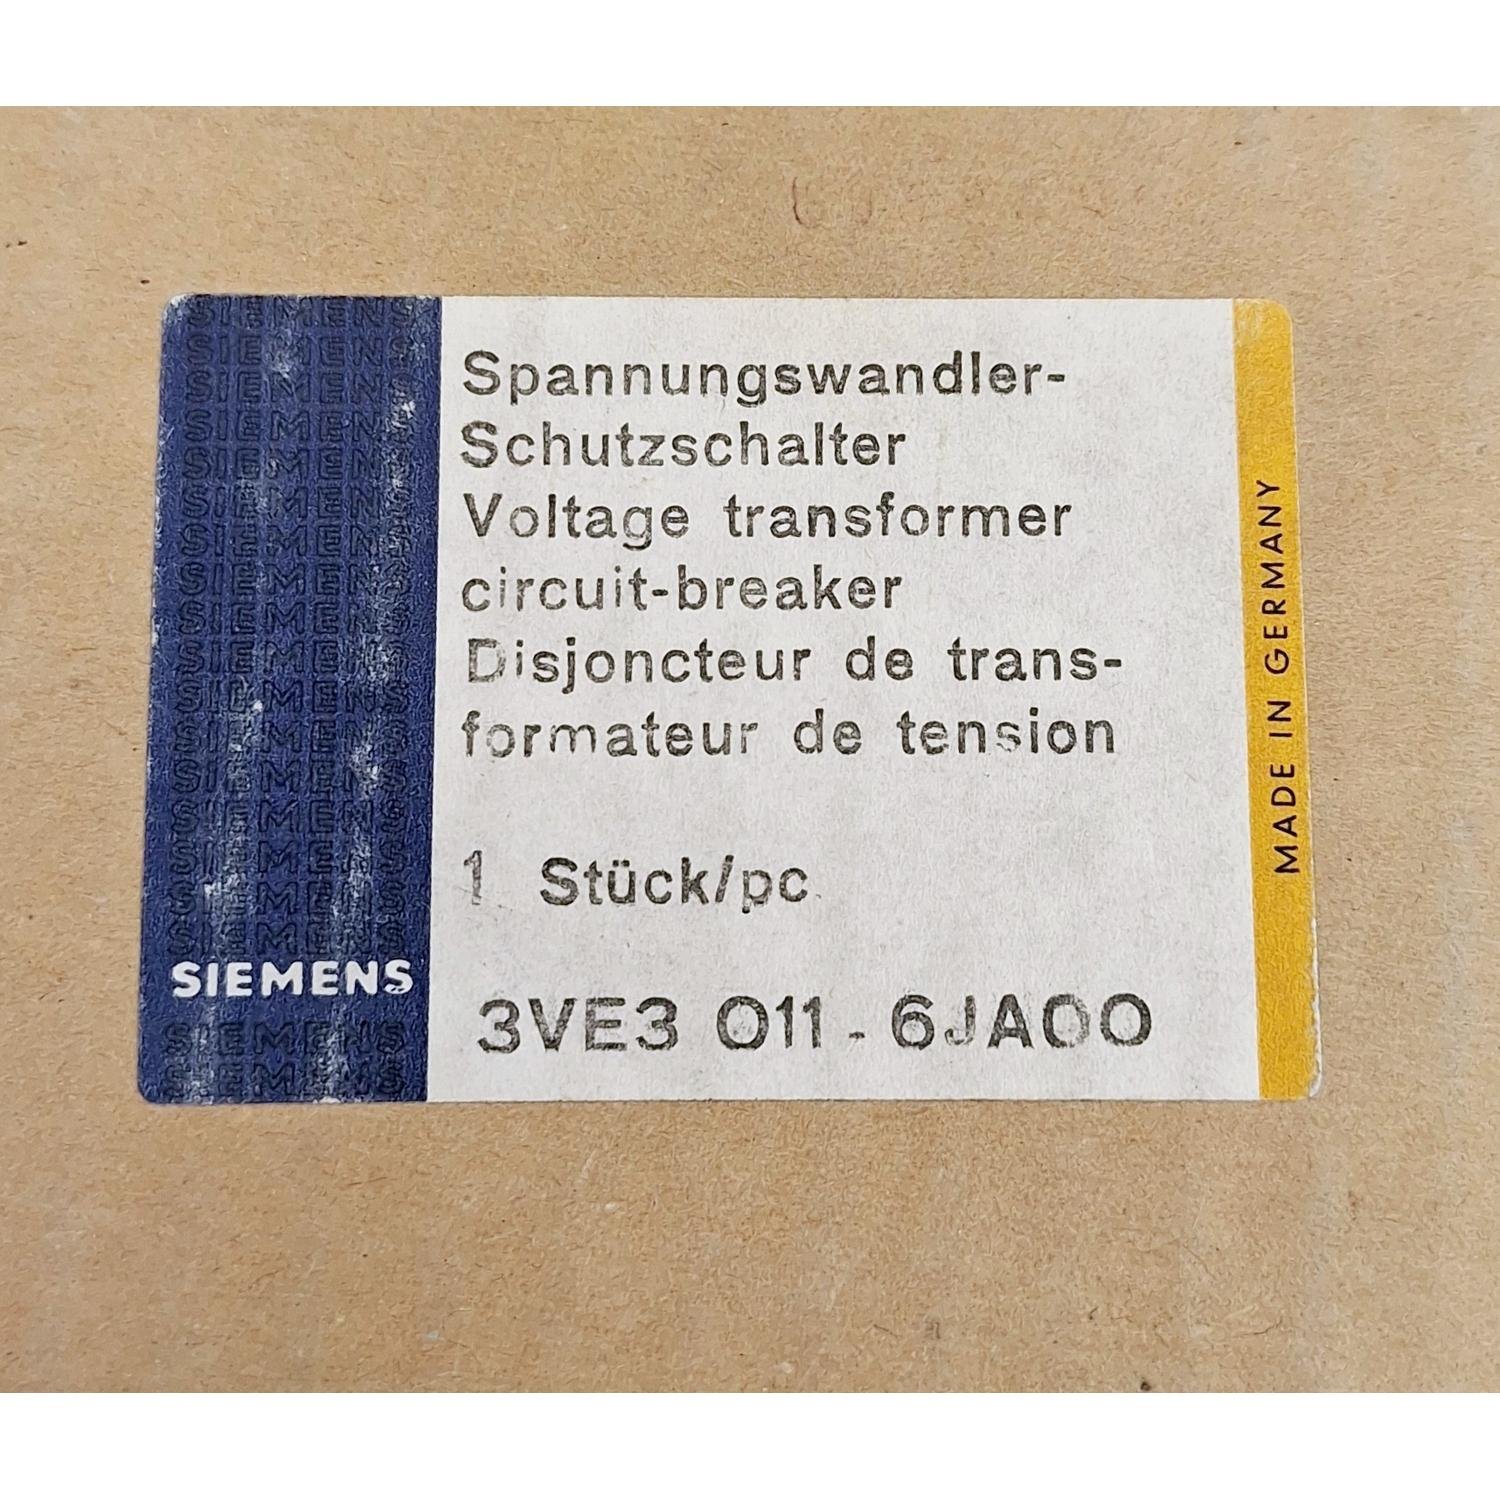 Spannungswandler-
Schutzschalter
Voltage transformer
circuit-breaker
Disjoncteur de trans-
formateur de tension
1 Stück/pc.
SIEMENS
3VE3 011 - 6JA00
MADE IN GERMANY